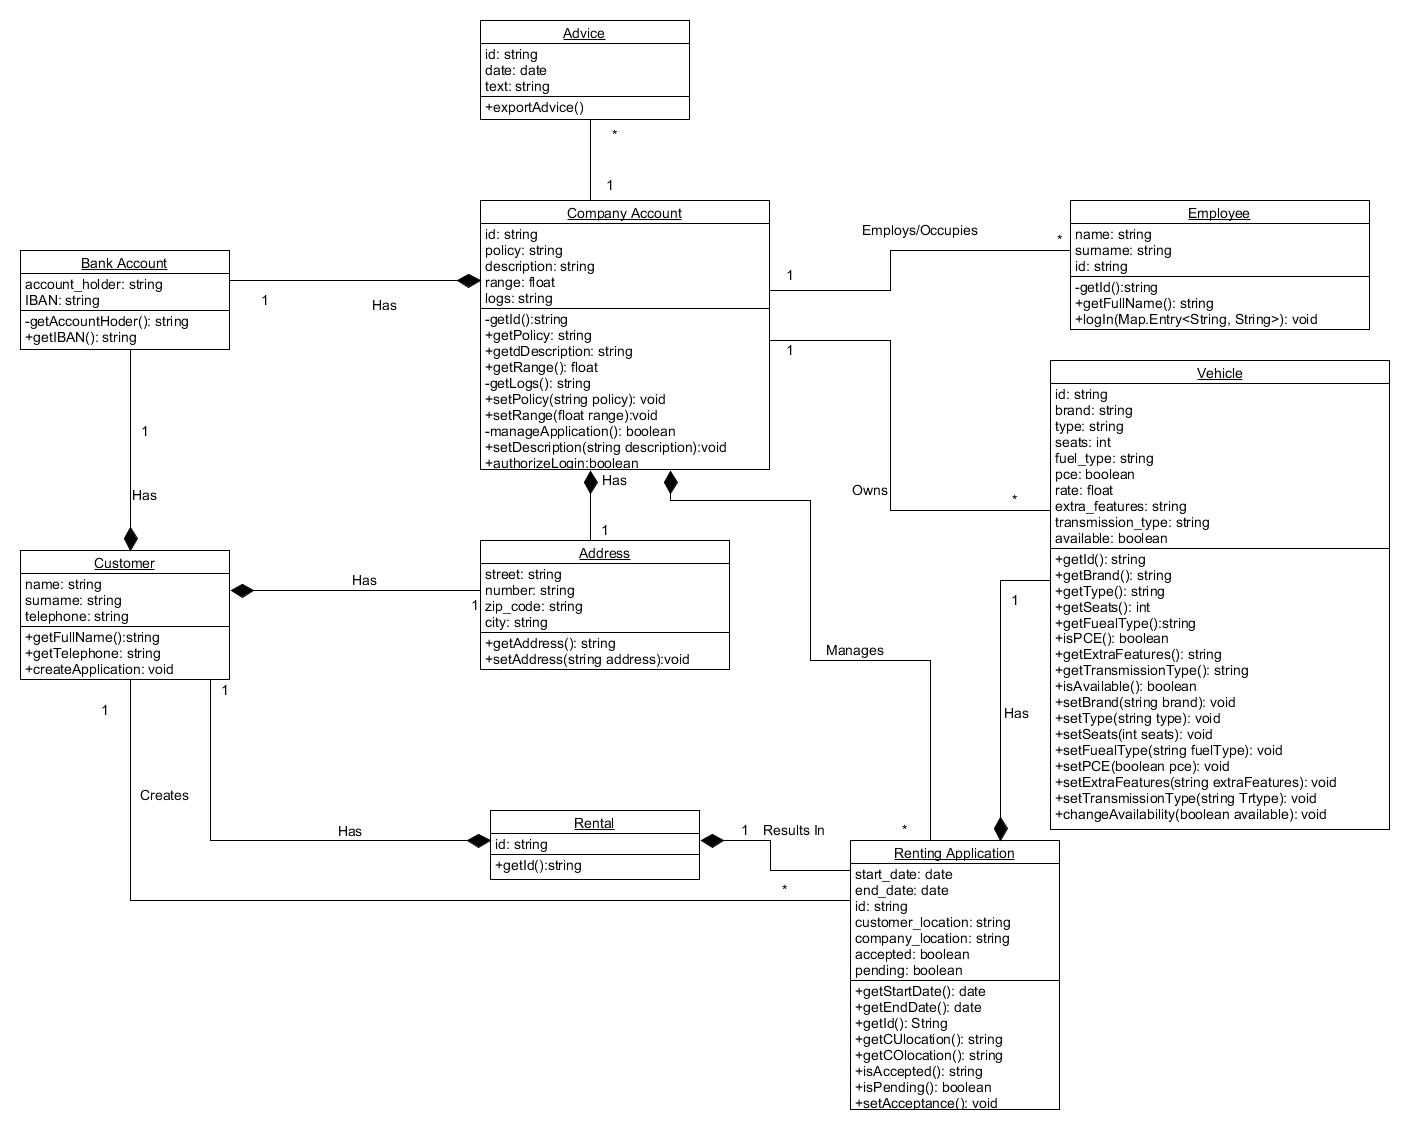 Advice
id: string
date: date
text: string
+exportAdvice()
*
1
Company Account
id: string
policy: string
description: string
range: float
logs: string
-getId():string
+getPolicy: string
+getdDescription: string
+getRange(): float
-getLogs(): string
+setPolicy(string policy): void
+setRange(float range):void
-manageApplication(): boolean
+setDescription(string description):void
+authorizeLogin:boolean
Employs/Occupies
*
1
Employee
name: string
surname: string
id: string
-getId():string
+getFullName(): string
+logIn(Map.Entry<String, String>): void
Bank Account
account_holder: string
IBAN: string
-getAccountHoder(): string
+getIBAN(): string
1
Has
1
Owns
*
Vehicle
id: string
brand: string
type: string
seats: int
fuel_type: string
pce: boolean
rate: float
extra_features: string
transmission_type: string
available: boolean
+getId(): string
+getBrand(): string
+getType(): string
+getSeats(): int
+getFuealType():string
+isPCE(): boolean
+getExtraFeatures(): string
+getTransmissionType(): string
+isAvailable(): boolean
+setBrand(string brand): void
+setType(string type): void
+setSeats(int seats): void
+setFuealType(string fuelType): void
+setPCE(boolean pce): void
+setExtraFeatures(string extraFeatures): void
+setTransmissionType(string Trtype): void
+changeAvailability(boolean available): void
1
Has
Has
1
Address
street: string
number: string
zip_code: string
city: string
+getAddress(): string
+setAddress(string address):void
Customer
name: string
surname: string
telephone: string
+getFullName():string
+getTelephone: string
+createApplication: void
Has
1
Manages
*
1
Has
1
1
Creates
Has
*
Rental
id: string
+getId():string
1
Results In
Renting Application
start_date: date
end_date: date
id: string
customer_location: string
company_location: string
accepted: boolean
pending: boolean
+getStartDate(): date
+getEndDate(): date
+getId(): String
+getCUlocation(): string
+getCOlocation(): string
+isAccepted(): string
+isPending(): boolean
+setAcceptance(): void